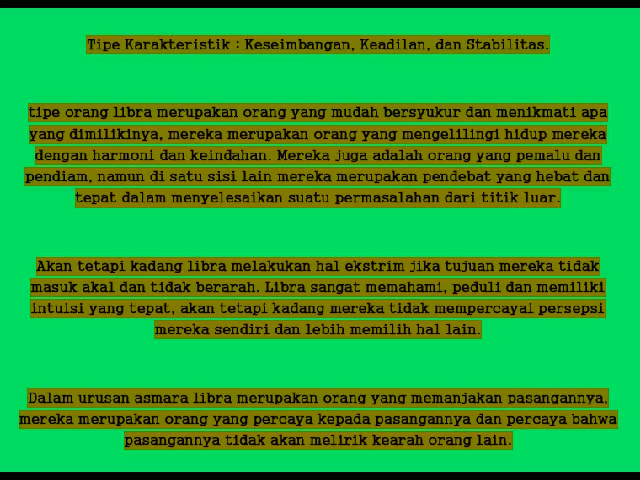 Tipe Karakteristik : Keseimbangan, Keadilan, dan Stabilitas.
tipe orang libra merupakan orang yang mudah bersyukur dan menikmati apa
yang dimilikinya, mereka merupakan orang yang mengelilingi hidup mereka
dengan harmoni dan keindahan. Mereka juga adalah orang yang pemalu dan
pendiam, namun di satu sisi lain mereka merupakan pendebat yang hebat dan
tepat dalam menyelesaikan suatu permasalahan dari titik luar.
Akan tetapi kadang libra melakukan hal ekstrim jika tujuan mereka tidak
masuk akal dan tidak berarah. Libra sangat memahami, peduli dan memiliki
intuisi yang tepat, akan tetapi kadang mereka tidak mempercayai persepsi
mereka sendiri dan lebih memilih hal lain.
Dalam urusan asmara libra merupakan orang yang memanjakan pasangannya,
mereka merupakan orang yang percaya kepada pasangannya dan percaya bahwa
pasangannya tidak akan melirik kearah orang lain.